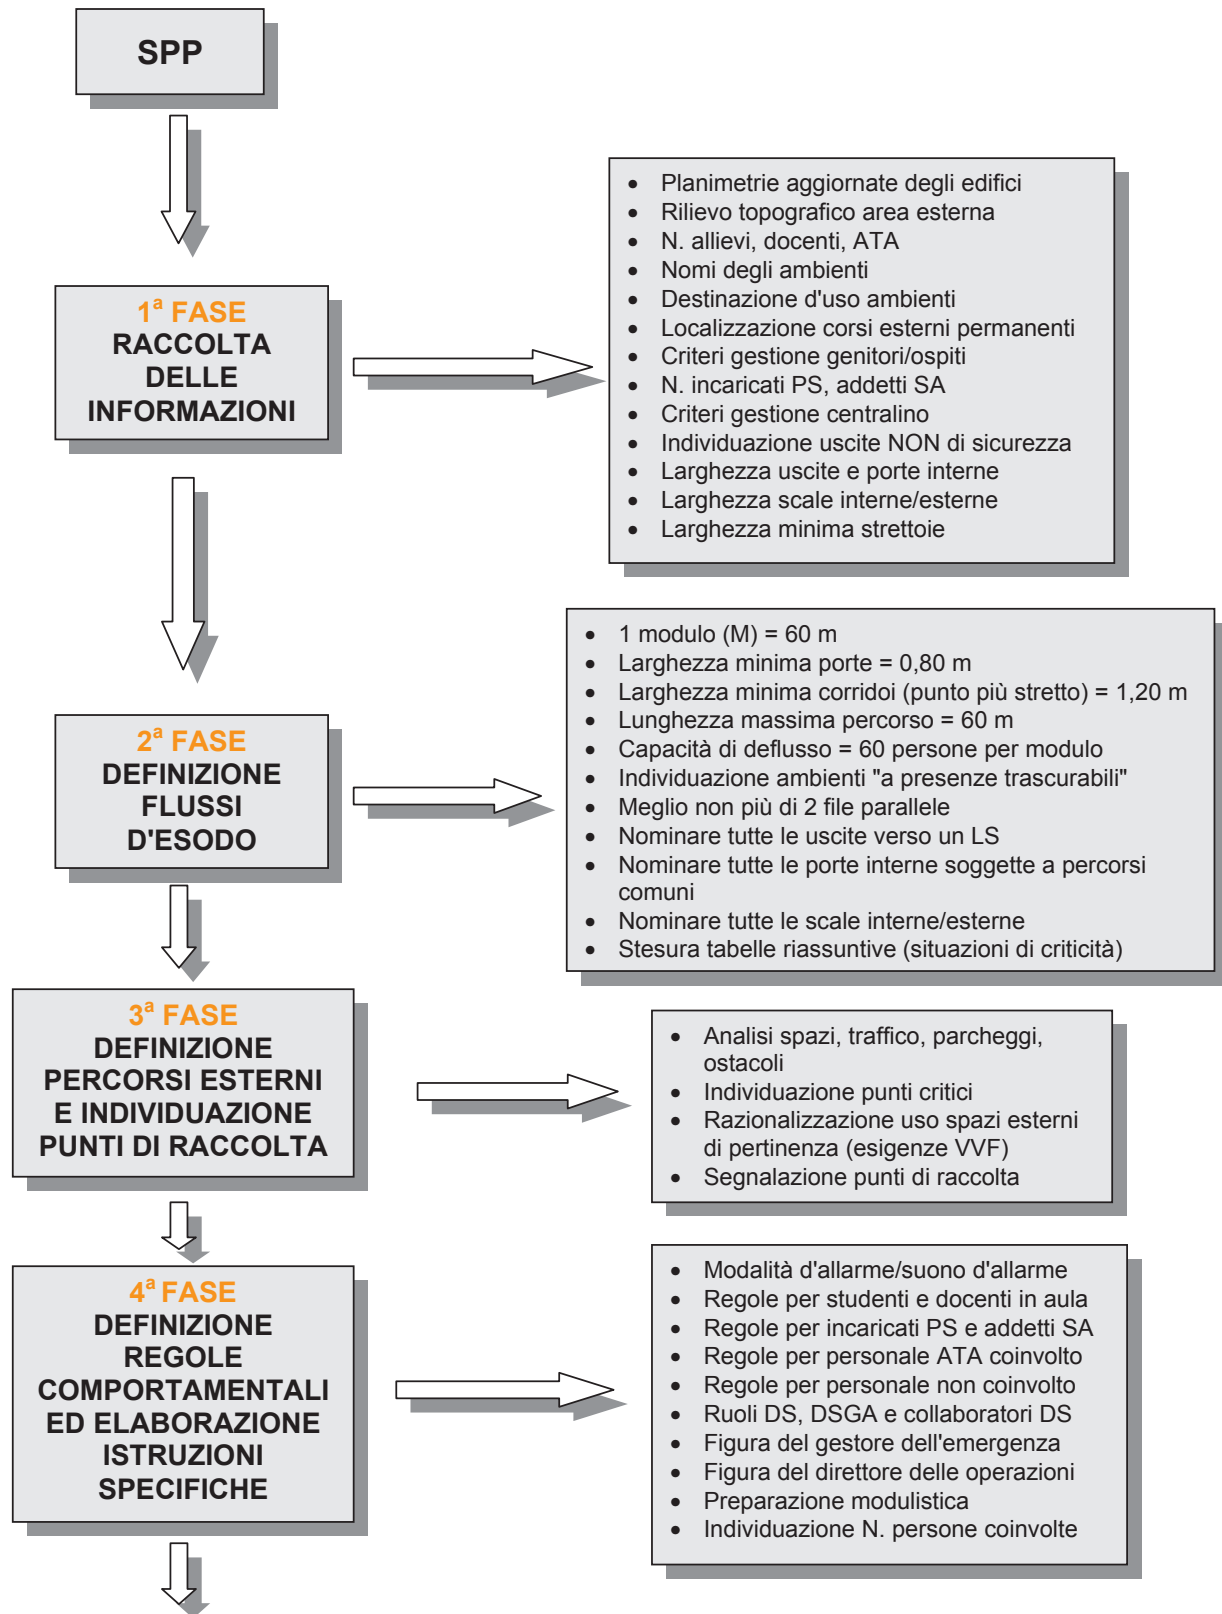 SPP
1ª FASE
RACCOLTA
DELLE
INFORMAZIONI
• Planimetrie aggiornate degli edifici
• Rilievo topografico area esterna
• N. allievi, docenti, ATA
• Nomi degli ambienti
• Destinazione d'uso ambienti
• Localizzazione corsi esterni permanenti
• Criteri gestione genitori/ospiti
• N. incaricati PS, addetti SA
• Criteri gestione centralino
• Individuazione uscite NON di sicurezza
• Larghezza uscite e porte interne
• Larghezza scale interne/esterne
• Larghezza minima strettoie
2ª FASE
DEFINIZIONE
FLUSSI
D'ESODO
• 1 modulo (M) = 60 m
• Larghezza minima porte = 0,80 m
• Larghezza minima corridoi (punto più stretto) = 1,20 m
• Lunghezza massima percorso = 60 m
• Capacità di deflusso = 60 persone per modulo
• Individuazione ambienti "a presenze trascurabili"
• Meglio non più di 2 file parallele
• Nominare tutte le uscite verso un LS
• Nominare tutte le porte interne soggette a percorsi
comuni
• Nominare tutte le scale interne/esterne
• Stesura tabelle riassuntive (situazioni di criticità)
3ª FASE
DEFINIZIONE
PERCORSI ESTERNI
E INDIVIDUAZIONE
PUNTI DI RACCOLTA
• Analisi spazi, traffico, parcheggi,
ostacoli
• Individuazione punti critici
• Razionalizzazione uso spazi esterni
di pertinenza (esigenze VVF)
• Segnalazione punti di raccolta
4ª FASE
DEFINIZIONE
REGOLE
COMPORTAMENTALI
ED ELABORAZIONE
ISTRUZIONI
SPECIFICHE
• Modalità d'allarme/suono d'allarme
• Regole per studenti e docenti in aula
• Regole per incaricati PS e addetti SA
• Regole per personale ATA coinvolto
• Regole per personale non coinvolto
• Ruoli DS, DSGA e collaboratori DS
• Figura del gestore dell'emergenza
• Figura del direttore delle operazioni
• Preparazione modulistica
• Individuazione N. persone coinvolte